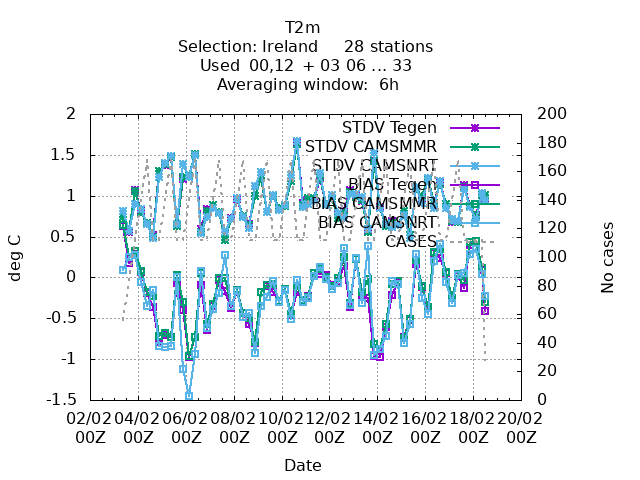 T2m
Selection: Ireland 28 stations
Used 00,12 + 03 06 ... 33
Averaging window: 6h
2 200
180
1.5 160
1 140
120
0.5 100
0 80
60
-0.5 40
-1 20
-1.5 0
STDV Tegen
STDV CAMSMMR
STDV CAMSNRT
BIAS Tegen
BIAS CAMSMMR
BIAS CAMSNRT
CASES
deg C
No cases
02/02 04/02 06/02 08/02 10/02 12/02 14/02 16/02 18/02 20/02
00Z 00Z 00Z 00Z 00Z 00Z 00Z 00Z 00Z 00Z
Date